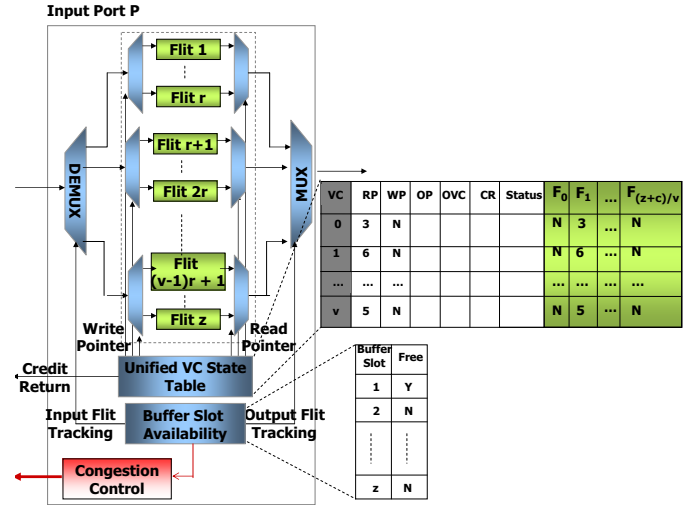 Input Port P
Flit 1
Flit r
Flit r+1
Flit 2r
Flit
(v-1)r + 1
Flit z
DEMUX
MUX
Write
Pointer
Read
Pointer
Credit
Return
Unified VC State
Table
Input Flit
Tracking
Buffer Slot
Availability
Output Flit
Tracking
Congestion
Control
VC RP WP OP OVC CR Status F0 F1 ... F(z+c)/v
0 3 N N 3 ... N
1 6 N N 6 ... N
... ... ... ... ... ... ...
v 5 N N 5 ... N
Buffer
Slot Free
1 Y
2 N
z N